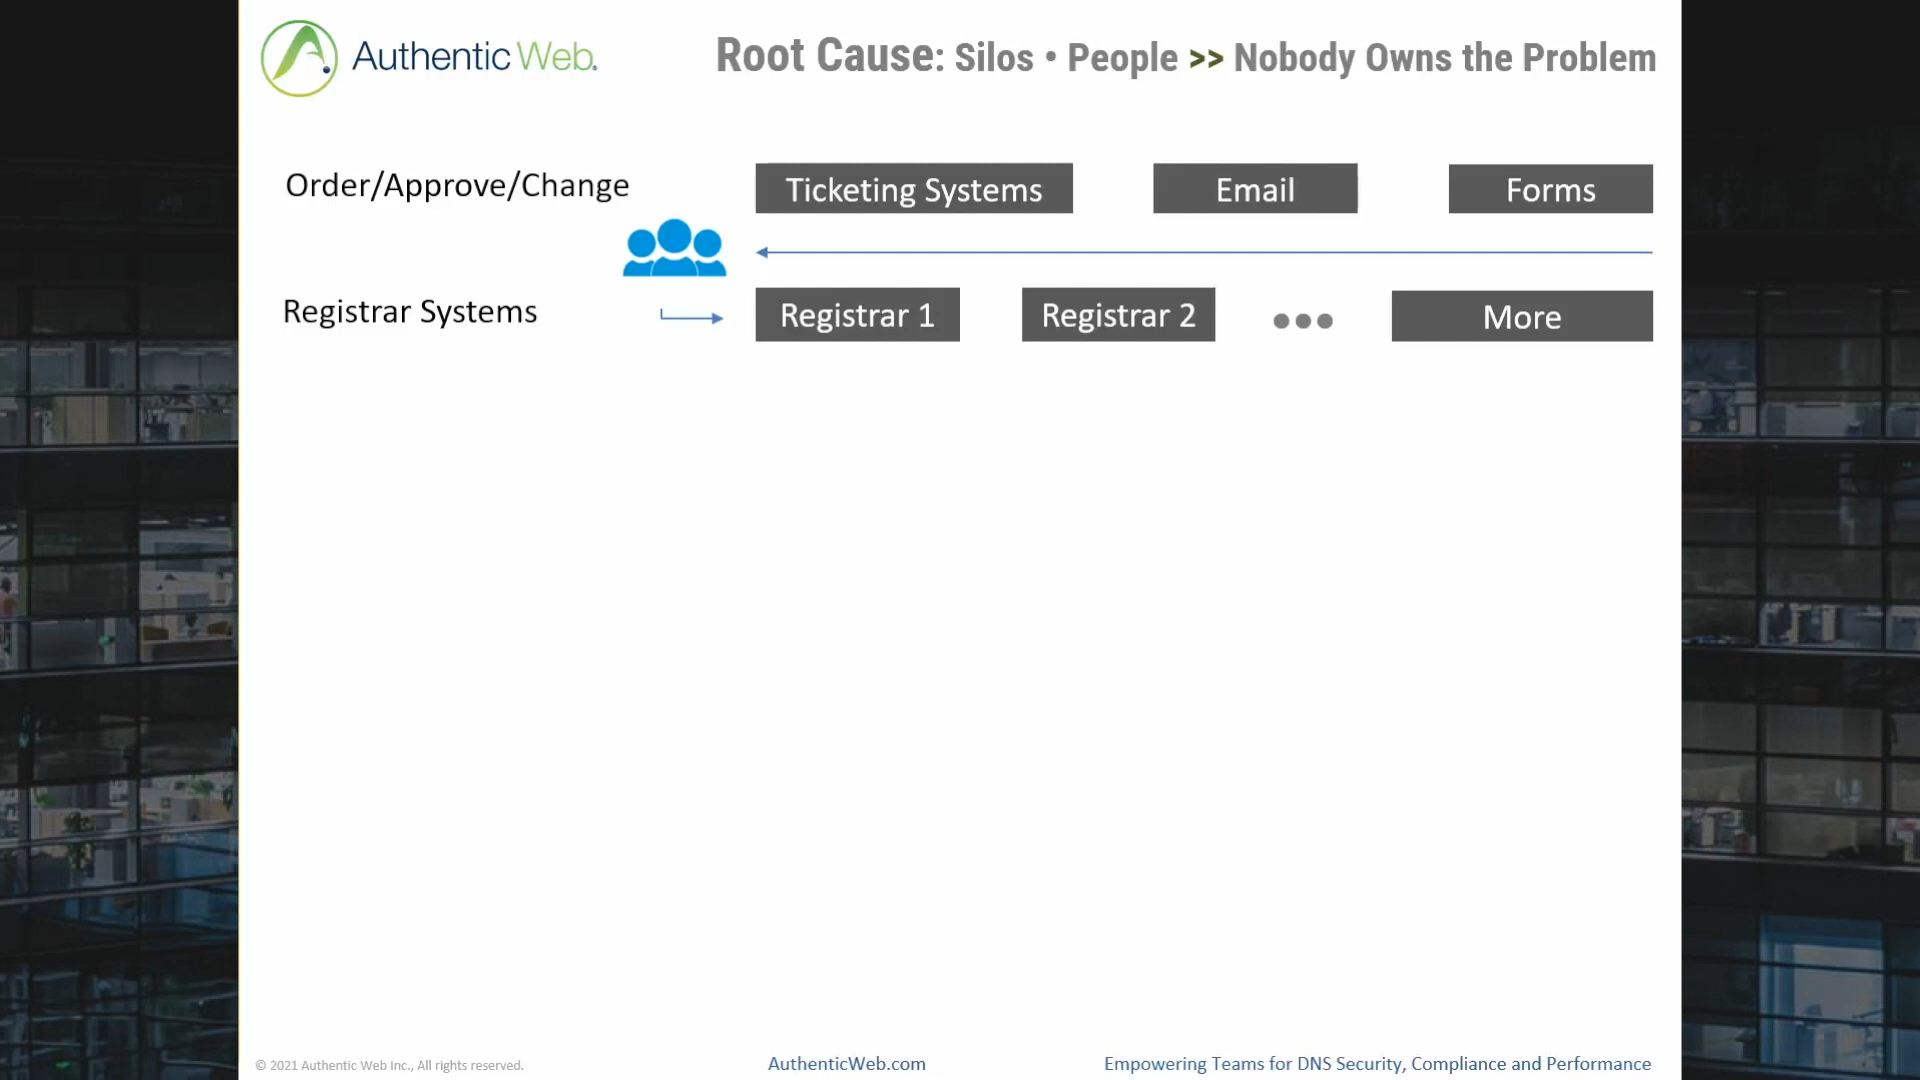 Authentic Web.
Root Cause: Silos • People >> Nobody Owns the Problem
Order/Approve/Change
Ticketing Systems
Email
Forms
Registrar Systems
Registrar 1
Registrar 2
More
© 2021 Authentic Web Inc., All rights reserved.
AuthenticWeb.com
Empowering Teams for DNS Security, Compliance and Performance